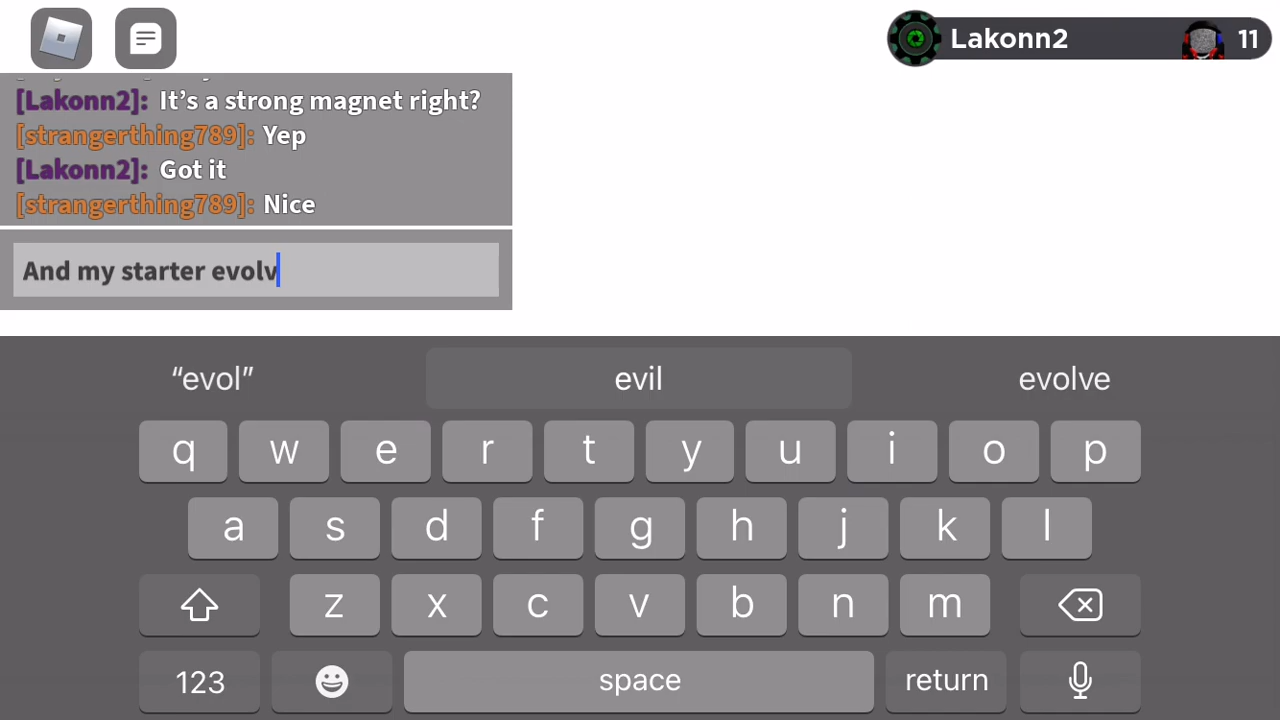 Lakonn2
11
[Lakonn2]: It’s a strong magnet right?
[strangerthing789]: Yep
[Lakonn2]: Got it
[strangerthing789]: Nice
And my starter evolv
“evol” evil evolve
q w e r t y u i o p
a s d f g h j k l
z x c v b n m
123 space return